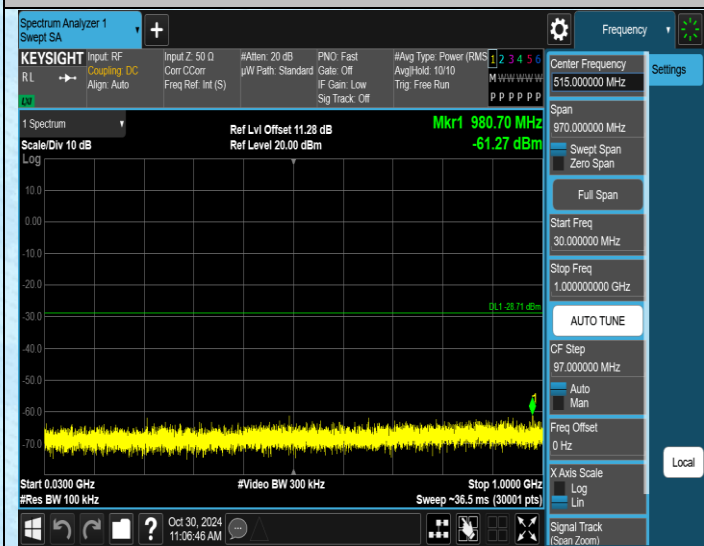 Spectrum Analyzer 1
Swept SA
+
Frequency
KEYSIGHT
RL
LXI
Input: RF
Coupling: DC
Align: Auto
Input Z: 50 Ω
Corr CCorr
Freq Ref: Int (S)
#Atten: 20 dB
µW Path: Standard
PNO: Fast
Gate: Off
IF Gain: Low
Sig Track: Off
#Avg Type: Power (RMS
Avg|Hold: 10/10
Trig: Free Run
1 2 3 4 5 6
M W W W W W
P P P P P P
1 Spectrum
Scale/Div 10 dB
Log
Ref Lvl Offset 11.28 dB
Ref Level 20.00 dBm
Mkr1 980.70 MHz
-61.27 dBm
10.0
0.00
-10.0
-20.0
-30.0
-40.0
-50.0
-60.0
-70.0
DL1 -28.71 dBm
1
Start 0.0300 GHz
#Res BW 100 kHz
#Video BW 300 kHz
Stop 1.0000 GHz
Sweep ~36.5 ms (30001 pts)
Oct 30, 2024
11:06:46 AM
Center Frequency
515.000000 MHz
Span
970.000000 MHz
Swept Span
Zero Span
Full Span
Start Freq
30.000000 MHz
Stop Freq
1.000000000 GHz
AUTO TUNE
CF Step
97.000000 MHz
Auto
Man
Freq Offset
0 Hz
X Axis Scale
Log
Lin
Signal Track
(Span Zoom)
Settings
Local